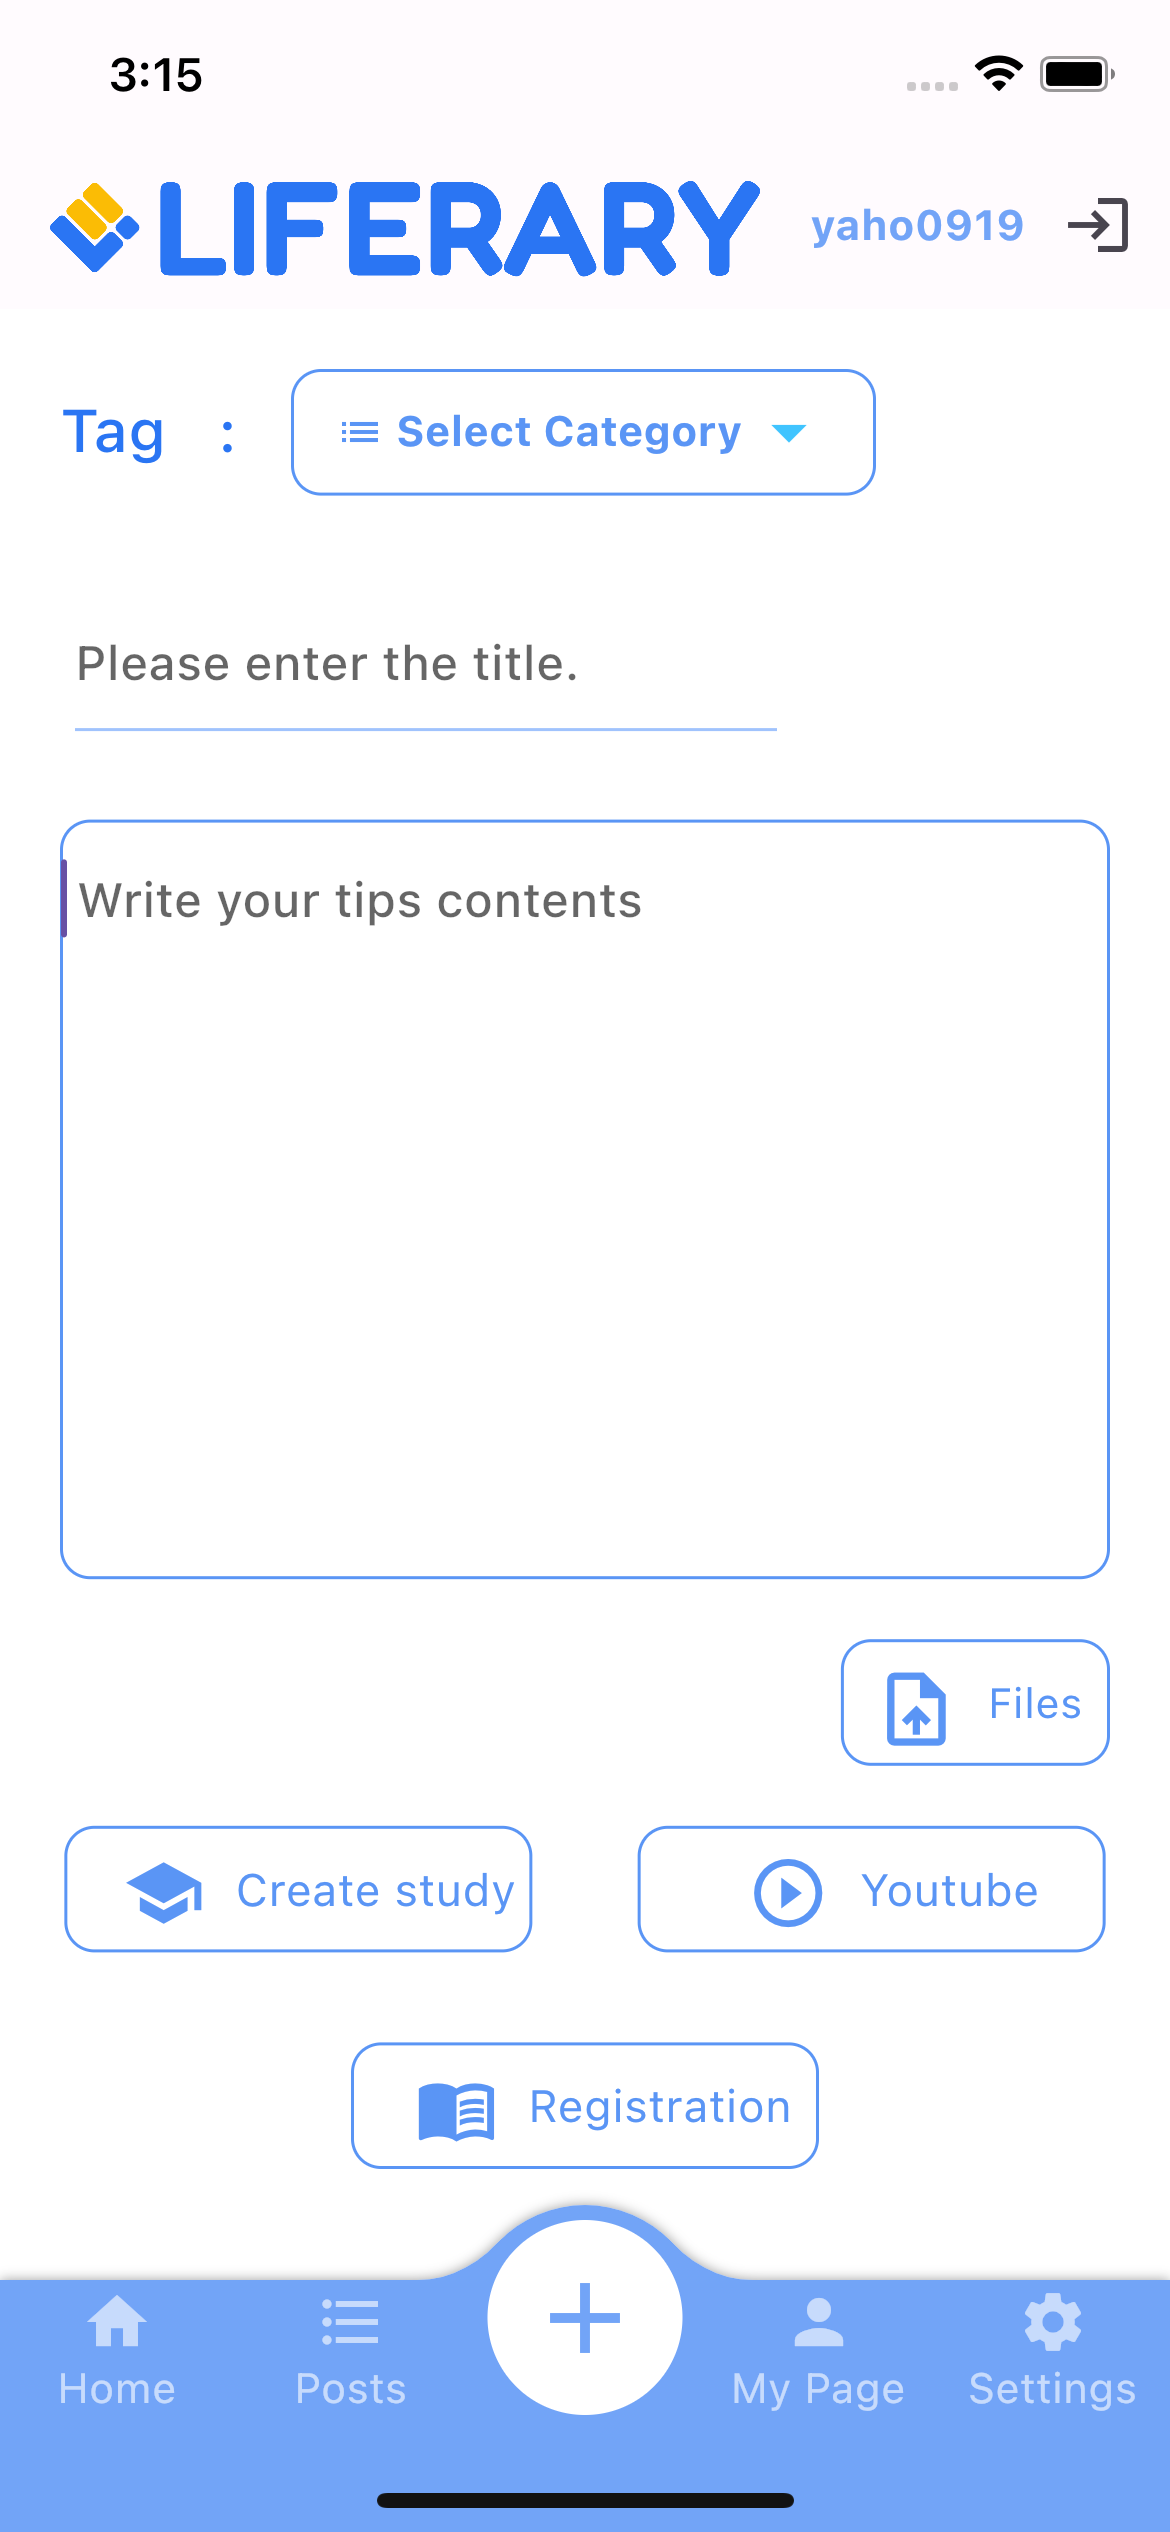 3:15
LIFERARY yaho0919
Tag : Select Category
Please enter the title.
Write your tips contents
Files
Create study Youtube
Registration
Home Posts My Page Settings